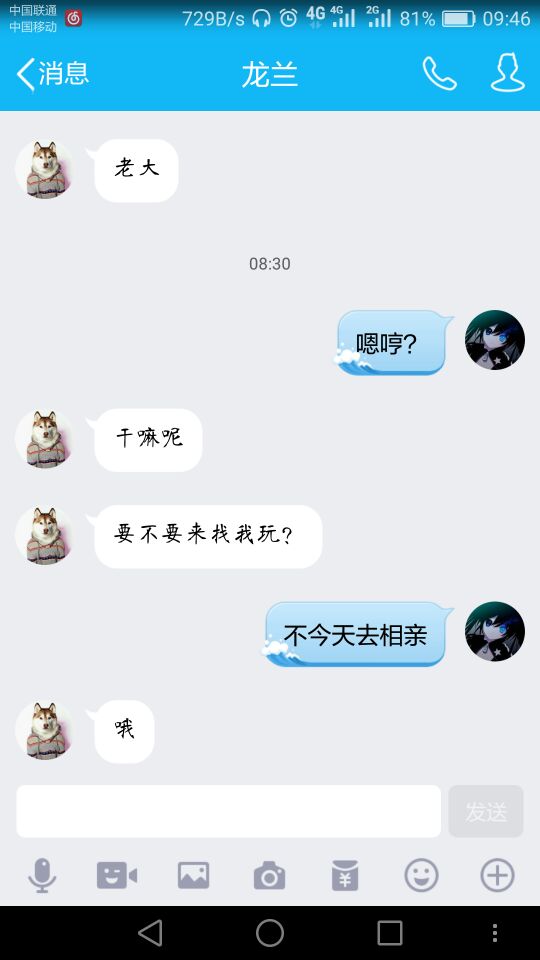 中国联通
中国移动
729B/s 4G 4G 2G 81% 09:46
消息 龙兰
老大
08:30
嗯哼?
干嘛呢
要不要来找我玩?
不今天去相亲
哦
发送